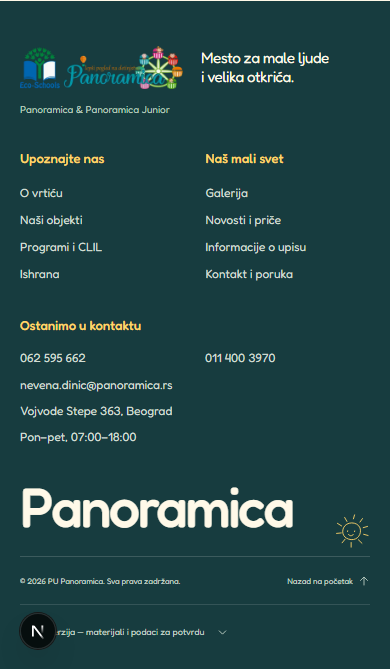 Eco-Schools
Panoramica
Mesto za male ljude
i velika otkrića.
Panoramica & Panoramica Junior
Upoznajte nas
Naš mali svet
O vrtiću
Galerija
Naši objekti
Novosti i priče
Programi i CLIL
Informacije o upisu
Ishrana
Kontakt i poruka
Ostanimo u kontaktu
062 595 662
011 400 3970
nevena.dinic@panoramica.rs
Vojvode Stepe 363, Beograd
Pon–pet, 07:00–18:00
Panoramica
© 2026 PU Panoramica. Sva prava zadržana.
Nazad na početak ↑
N
rzija — materijali i podaci za potvrdu